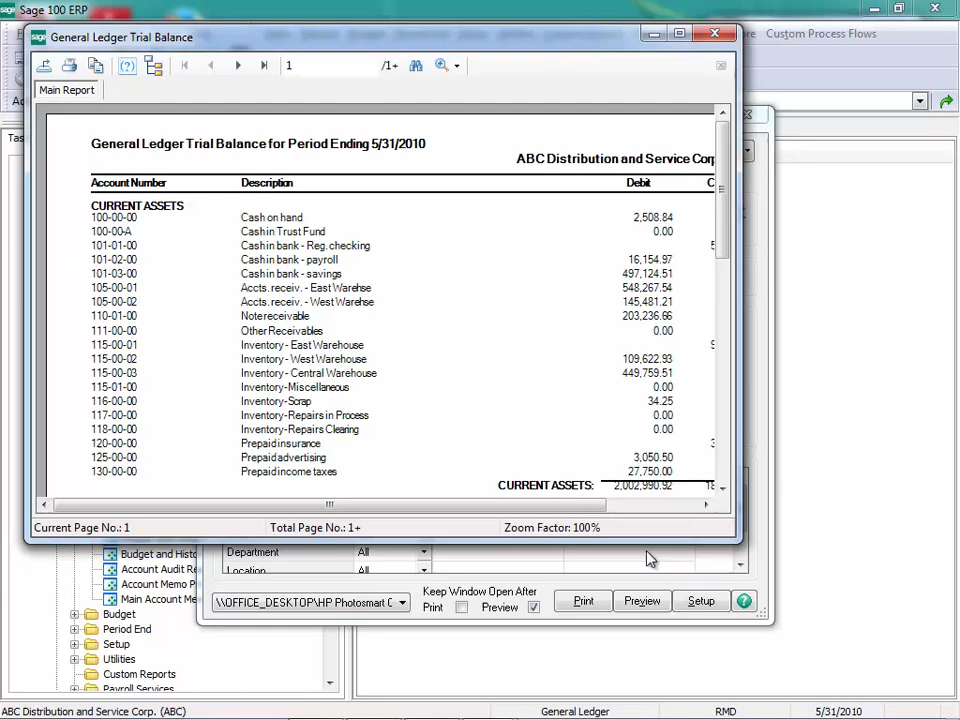 Sage 100 ERP
General Ledger Trial Balance
Custom Process Flows
1 /1+
Main Report
General Ledger Trial Balance for Period Ending 5/31/2010
ABC Distribution and Service Corp
Account Number Description Debit C
CURRENT ASSETS
100-00-00 Cash on hand 2,508.84
100-00-A Cash in Trust Fund 0.00
101-01-00 Cash in bank - Reg. checking 5
101-02-00 Cash in bank - payroll 16,154.97
101-03-00 Cash in bank - savings 497,124.51
105-00-01 Accts. receiv. - East Warehse 548,267.54
105-00-02 Accts. receiv. - West Warehse 145,481.21
110-01-00 Note receivable 203,236.66
111-00-00 Other Receivables 0.00
115-00-01 Inventory - East Warehouse 9
115-00-02 Inventory - West Warehouse 109,622.93
115-00-03 Inventory - Central Warehouse 449,759.51
115-01-00 Inventory-Miscellaneous 0.00
116-00-00 Inventory-Scrap 34.25
117-00-00 Inventory-Repairs in Process 0.00
118-00-00 Inventory-Repairs Clearing 0.00
120-00-00 Prepaid insurance 3
125-00-00 Prepaid advertising 3,050.50
130-00-00 Prepaid income taxes 27,750.00
CURRENT ASSETS: 2,002,990.92 18
Current Page No.: 1 Total Page No.: 1+ Zoom Factor: 100%
Department All
Location All
Budget and Histo
Account Audit Re
Account Memo P
Main Account Me
Budget
Period End
Setup
Utilities
Custom Reports
Payroll Services
\\OFFICE_DESKTOP\HP Photosmart C
Keep Window Open After
Print Preview
Print Preview Setup
ABC Distribution and Service Corp. (ABC) General Ledger RMD 5/31/2010